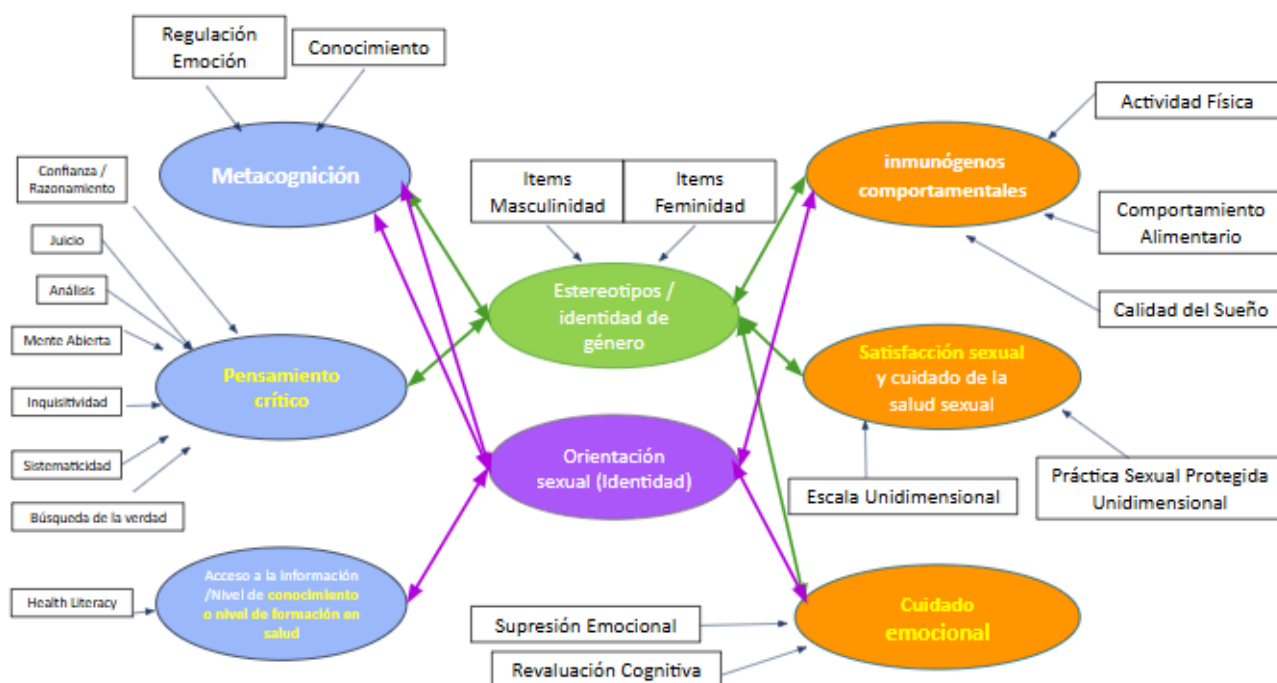 Regulación
Emoción
Conocimiento
Metacognición
Confianza /
Razonamiento
Juicio
Análisis
Mente Abierta
Inquisitividad
Sistematicidad
Búsqueda de la verdad
Pensamiento
crítico
Acceso a la información
/Nivel de conocimiento
o nivel de formación en
salud
Health Literacy
Items
Masculinidad
Items
Feminidad
Estereotipos /
identidad de
género
Orientación
sexual (Identidad)
inmunógenos
comportamentales
Actividad Física
Comportamiento
Alimentario
Calidad del Sueño
Satisfacción sexual
y cuidado de la
salud sexual
Escala Unidimensional
Práctica Sexual Protegida
Unidimensional
Supresión Emocional
Revaluación Cognitiva
Cuidado
emocional